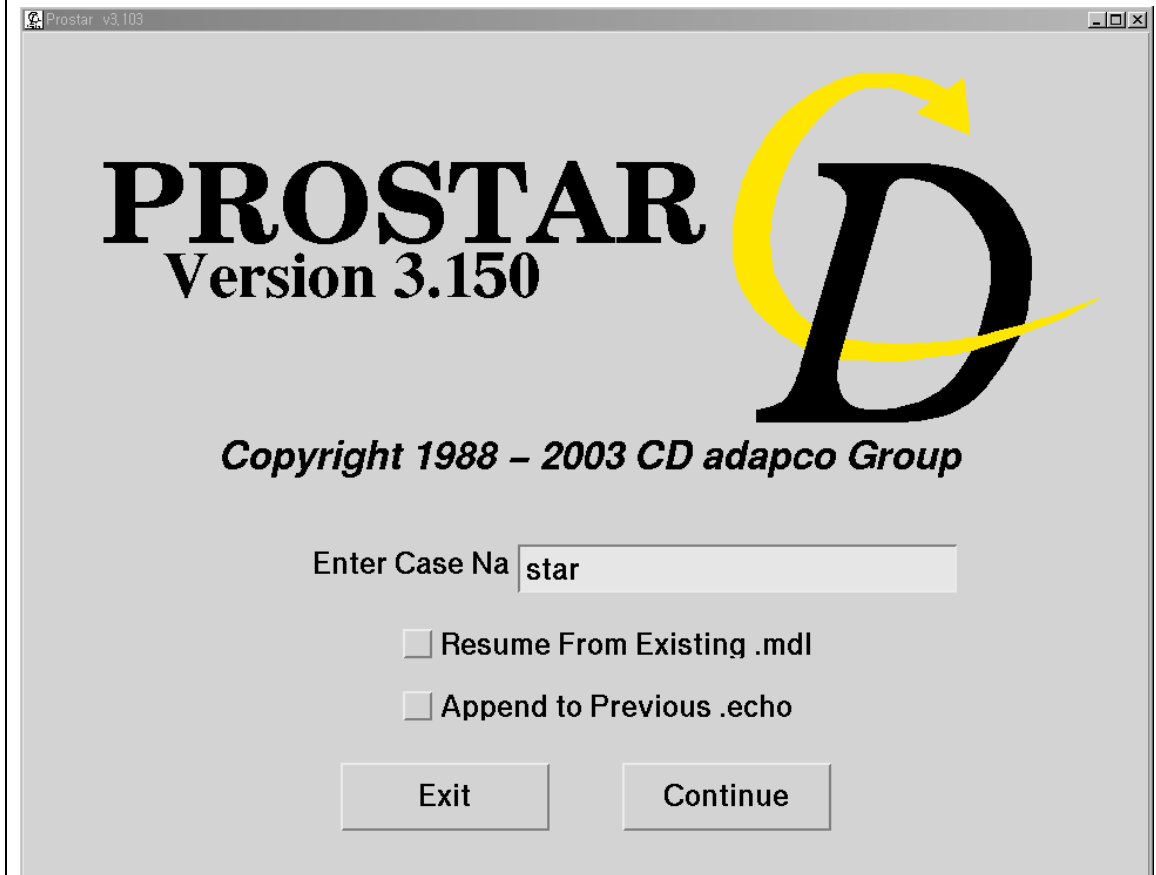 Prostar v3,103
PROSTAR
Version 3.150
CD
Copyright 1988 – 2003 CD adapco Group
Enter Case Na star
Resume From Existing .mdl
Append to Previous .echo
Exit Continue